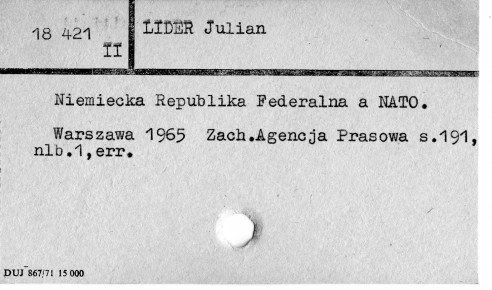 18 421
II
LIDER Julian
Niemiecka Republika Federalna a NATO.
Warszawa 1965 Zach.Agencja Prasowa s.191,
nlb.1,err.
DUJ 867/71 15 000